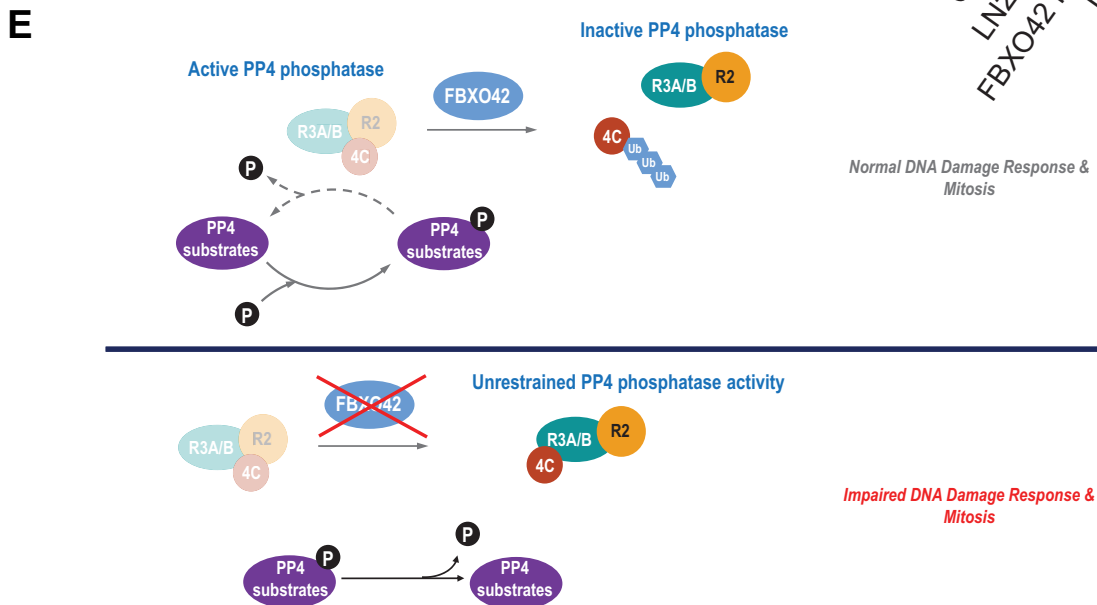 E
LN2
FBXO42
Inactive PP4 phosphatase
Active PP4 phosphatase
FBXO42
R3A/B
R2
R3A/B
R2
4C
4C
Ub
Ub
Ub
P
Normal DNA Damage Response &
Mitosis
P
PP4
substrates
PP4
substrates
P
Unrestrained PP4 phosphatase activity
FBXO42
R3A/B
R2
4C
R3A/B
R2
4C
Impaired DNA Damage Response &
Mitosis
P
P
PP4
substrates
PP4
substrates